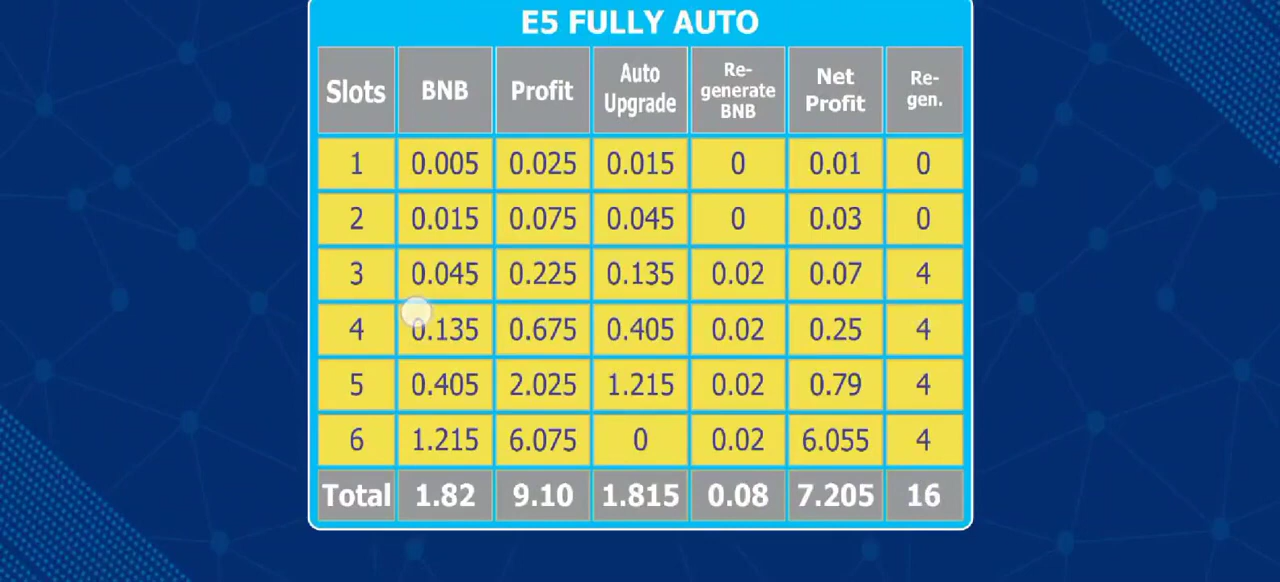 E5 FULLY AUTO
Slots BNB Profit Auto Upgrade Re-generate BNB Net Profit Re-gen.
1 0.005 0.025 0.015 0 0.01 0
2 0.015 0.075 0.045 0 0.03 0
3 0.045 0.225 0.135 0.02 0.07 4
4 0.135 0.675 0.405 0.02 0.25 4
5 0.405 2.025 1.215 0.02 0.79 4
6 1.215 6.075 0 0.02 6.055 4
Total 1.82 9.10 1.815 0.08 7.205 16